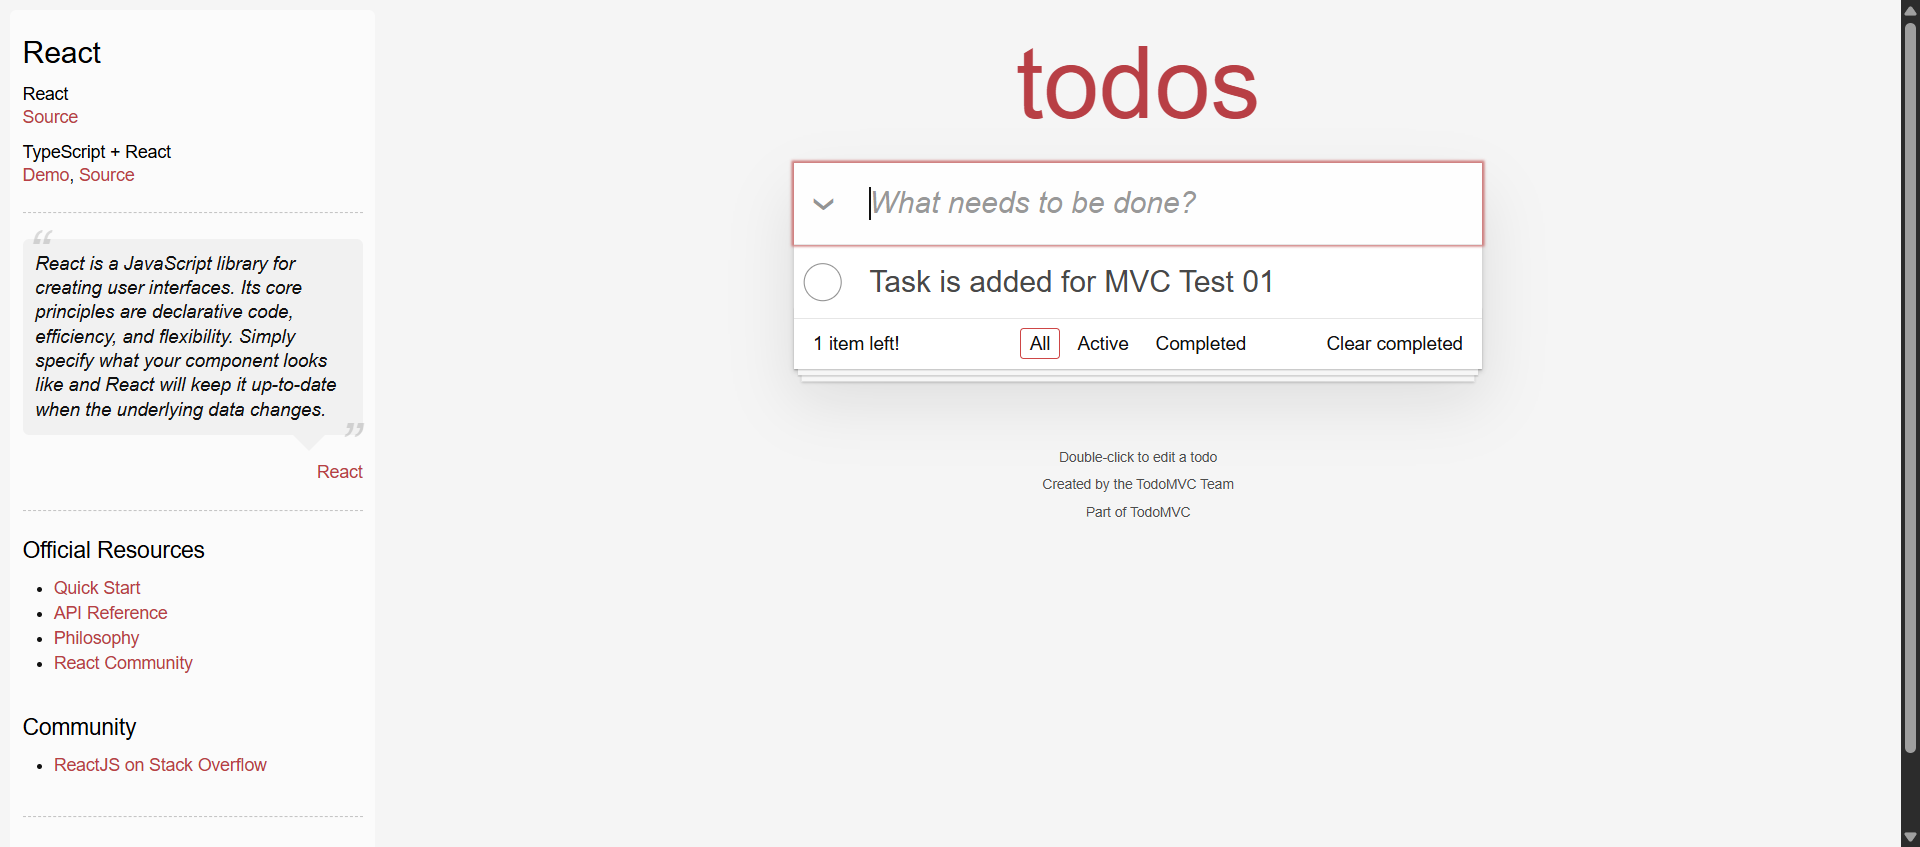 React
React
Source
TypeScript + React
Demo, Source
“
React is a JavaScript library for
creating user interfaces. Its core
principles are declarative code,
efficiency, and flexibility. Simply
specify what your component looks
like and React will keep it up-to-date
when the underlying data changes.
”
React
Official Resources
Quick Start
API Reference
Philosophy
React Community
Community
ReactJS on Stack Overflow
todos
What needs to be done?
Task is added for MVC Test 01
1 item left!
All Active Completed
Clear completed
Double-click to edit a todo
Created by the TodoMVC Team
Part of TodoMVC